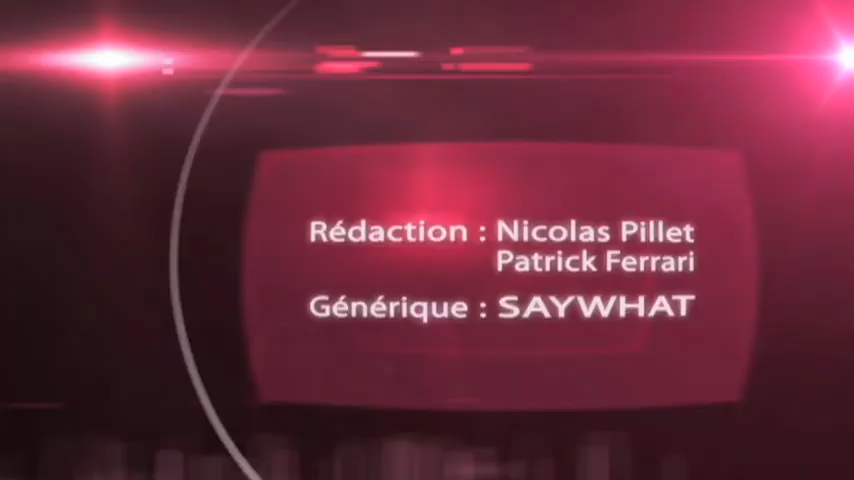 Rédaction : Nicolas Pillet
Patrick Ferrari
Générique : SAYWHAT